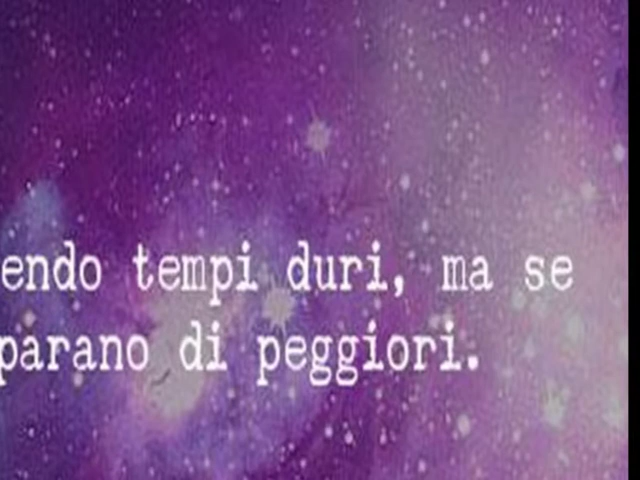 endo tempi duri, ma se
parano di peggiori.